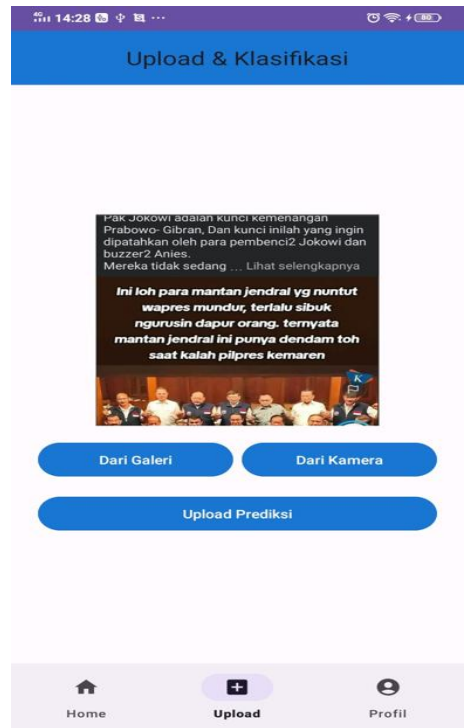 4G 14:28
80
Upload & Klasifikasi
Pak Jokowi adalah kunci kemenangan
Prabowo- Gibran, Dan kunci inilah yang ingin
dipatahkan oleh para pembenci2 Jokowi dan
buzzer2 Anies.
Mereka tidak sedang ... Lihat selengkapnya
Ini loh para mantan jendral yg nuntut
wapres mundur, terlalu sibuk
ngurusin dapur orang. ternyata
mantan jendral ini punya dendam toh
saat kalah pilpres kemaren
K
Dari Galeri
Dari Kamera
Upload Prediksi
Home
Upload
Profil